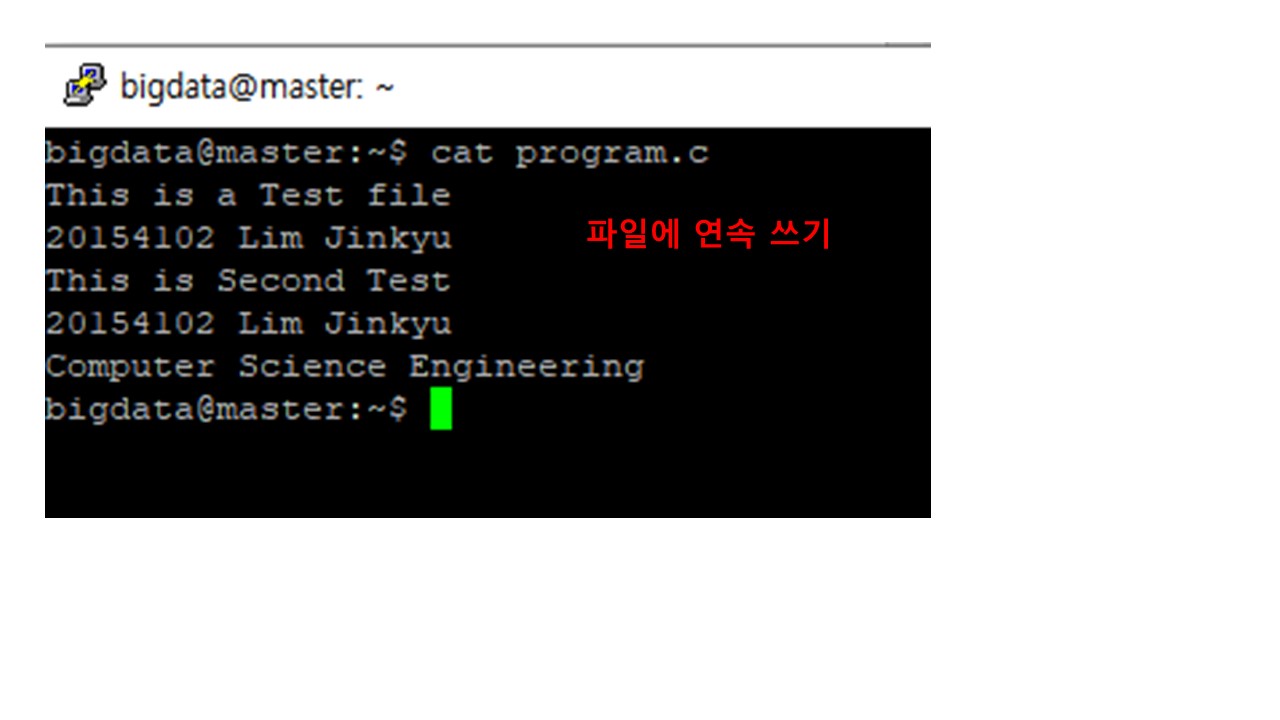 bigdata@master: ~
bigdata@master:~$ cat program.c
This is a Test file
20154102 Lim Jinkyu
파일에 연속 쓰기
This is Second Test
20154102 Lim Jinkyu
Computer Science Engineering
bigdata@master:~$